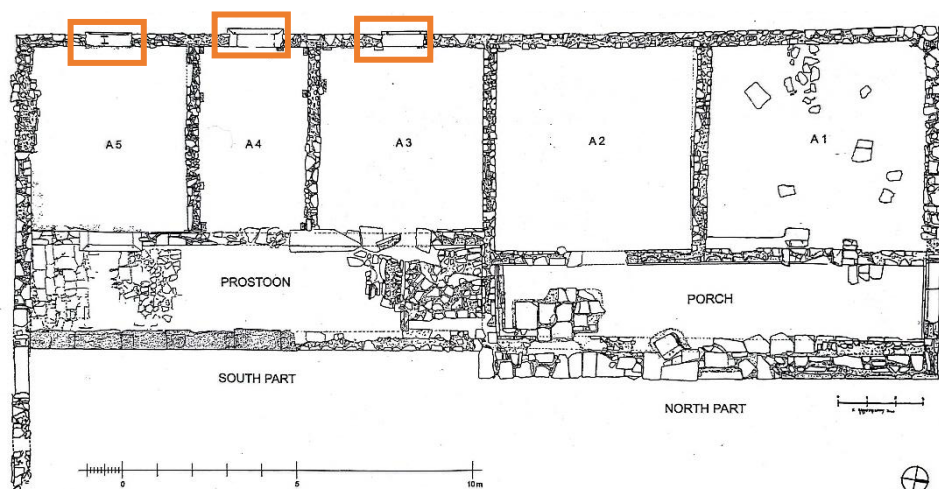 A5
A4
A3
A2
A1
PROSTOON
PORCH
SOUTH PART
NORTH PART
0
5
10m